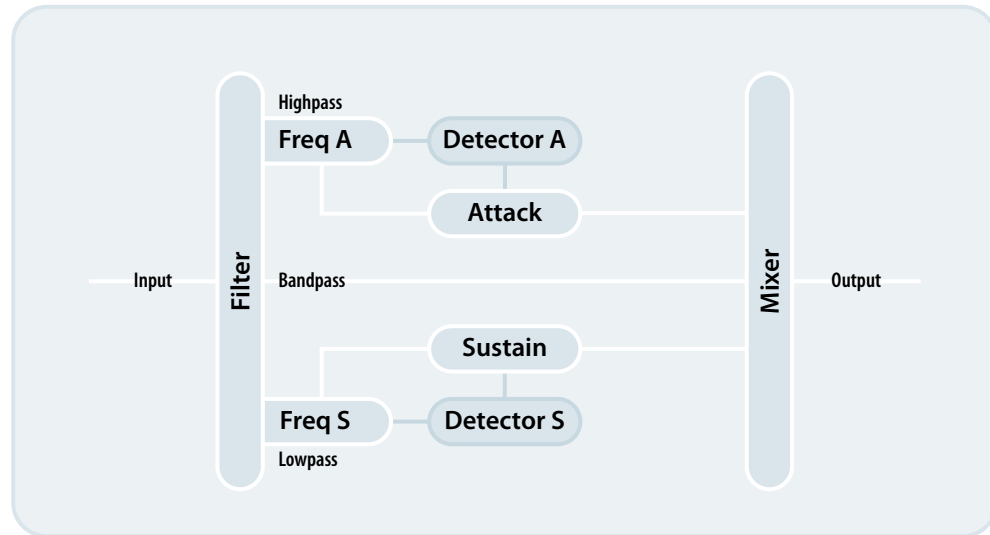 Highpass
Freq A
Detector A
Attack
Input
Filter
Bandpass
Mixer
Output
Sustain
Freq S
Detector S
Lowpass